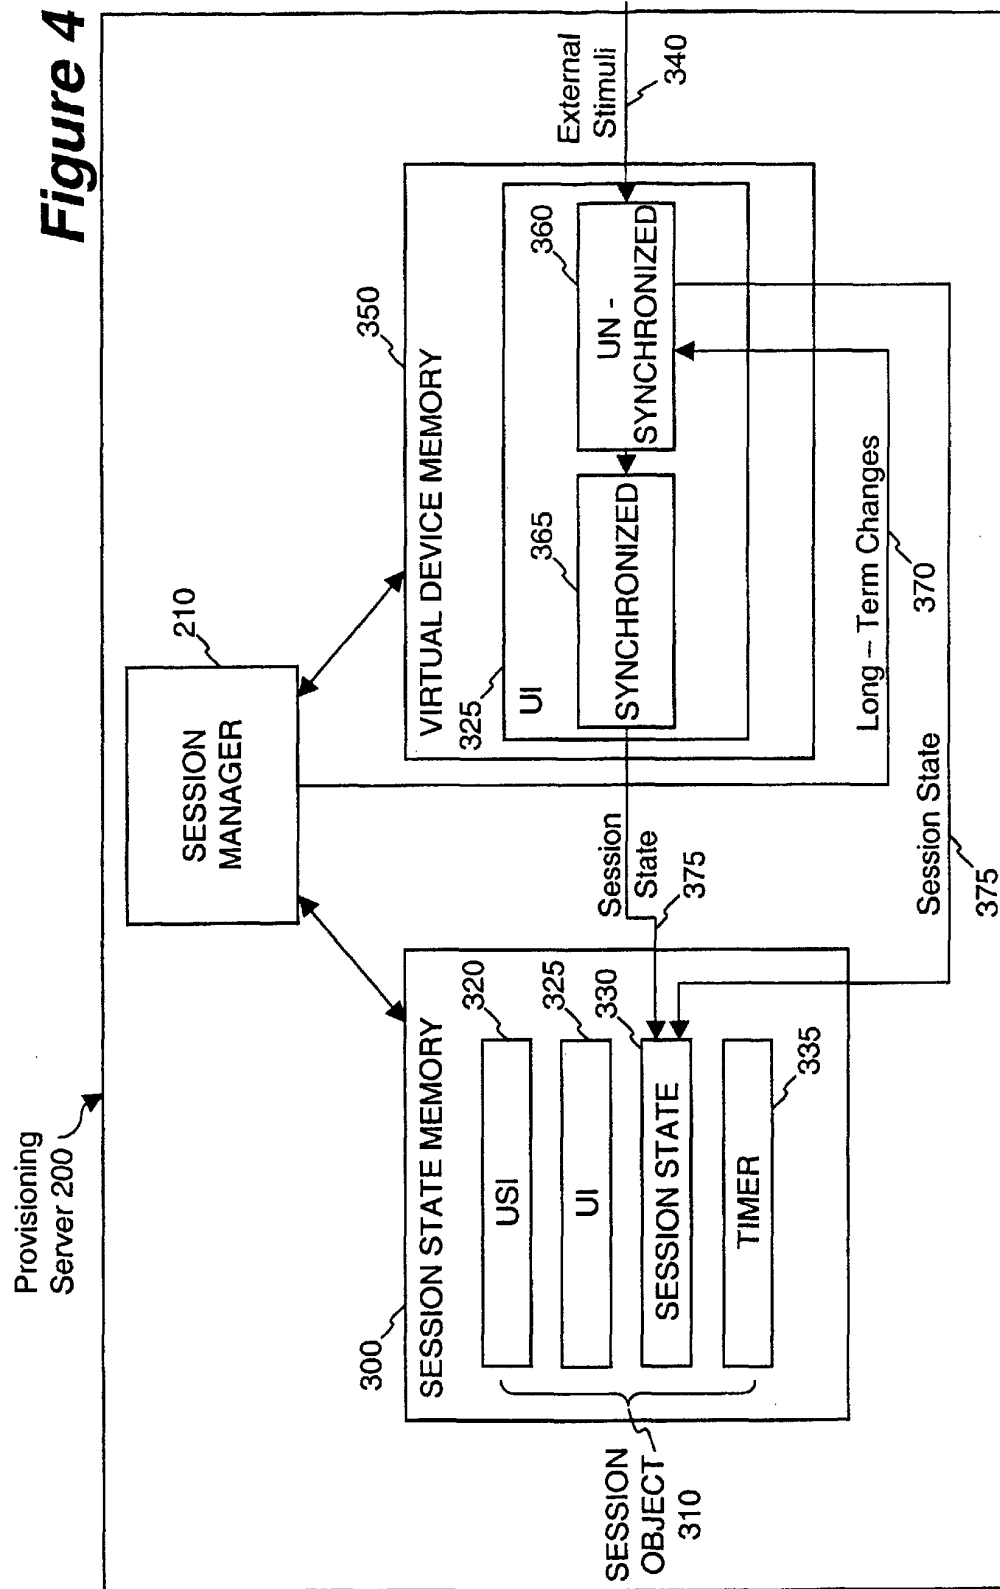 Figure 4
Provisioning
Server 200
SESSION
MANAGER
210
300
SESSION STATE MEMORY
USI
320
UI
325
SESSION STATE
330
TIMER
335
SESSION
OBJECT
310
350
VIRTUAL DEVICE MEMORY
325
UI
365
SYNCHRONIZED
360
UN -
SYNCHRONIZED
External
Stimuli
340
Session
State
375
Long – Term Changes
370
Session State
375